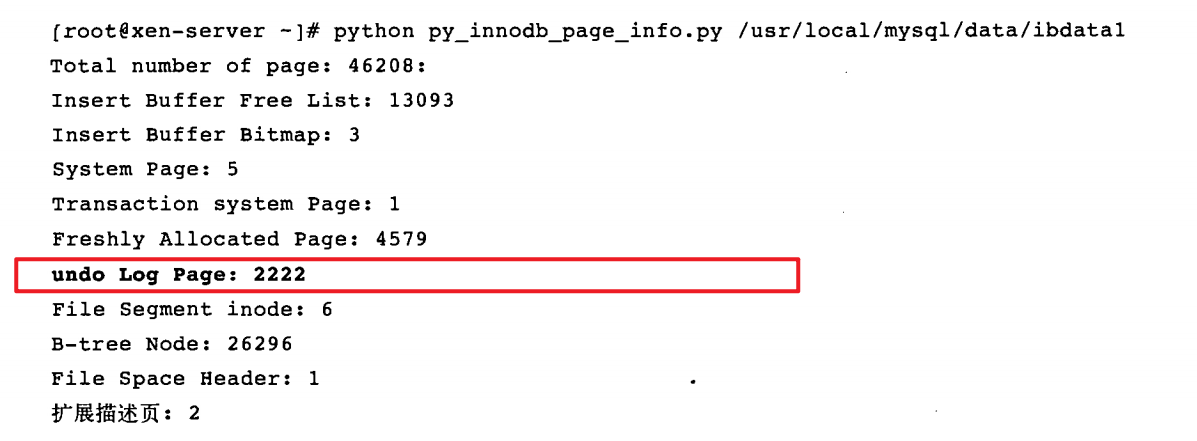 [root@xen-server ~]# python py_innodb_page_info.py /usr/local/mysql/data/ibdata1
Total number of page: 46208:
Insert Buffer Free List: 13093
Insert Buffer Bitmap: 3
System Page: 5
Transaction system Page: 1
Freshly Allocated Page: 4579
undo Log Page: 2222
File Segment inode: 6
B-tree Node: 26296
File Space Header: 1
扩展描述页: 2